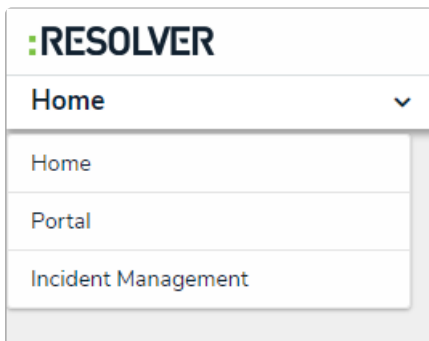 :RESOLVER
Home
Home
Portal
Incident Management